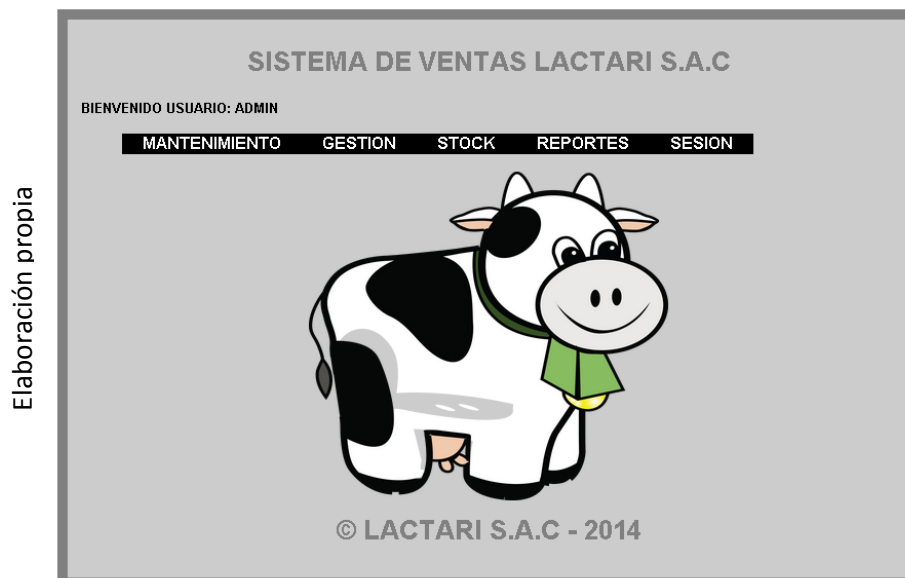 SISTEMA DE VENTAS LACTARI S.A.C
BIENVENIDO USUARIO: ADMIN
MANTENIMIENTO GESTION STOCK REPORTES SESION
© LACTARI S.A.C - 2014
Elaboración propia